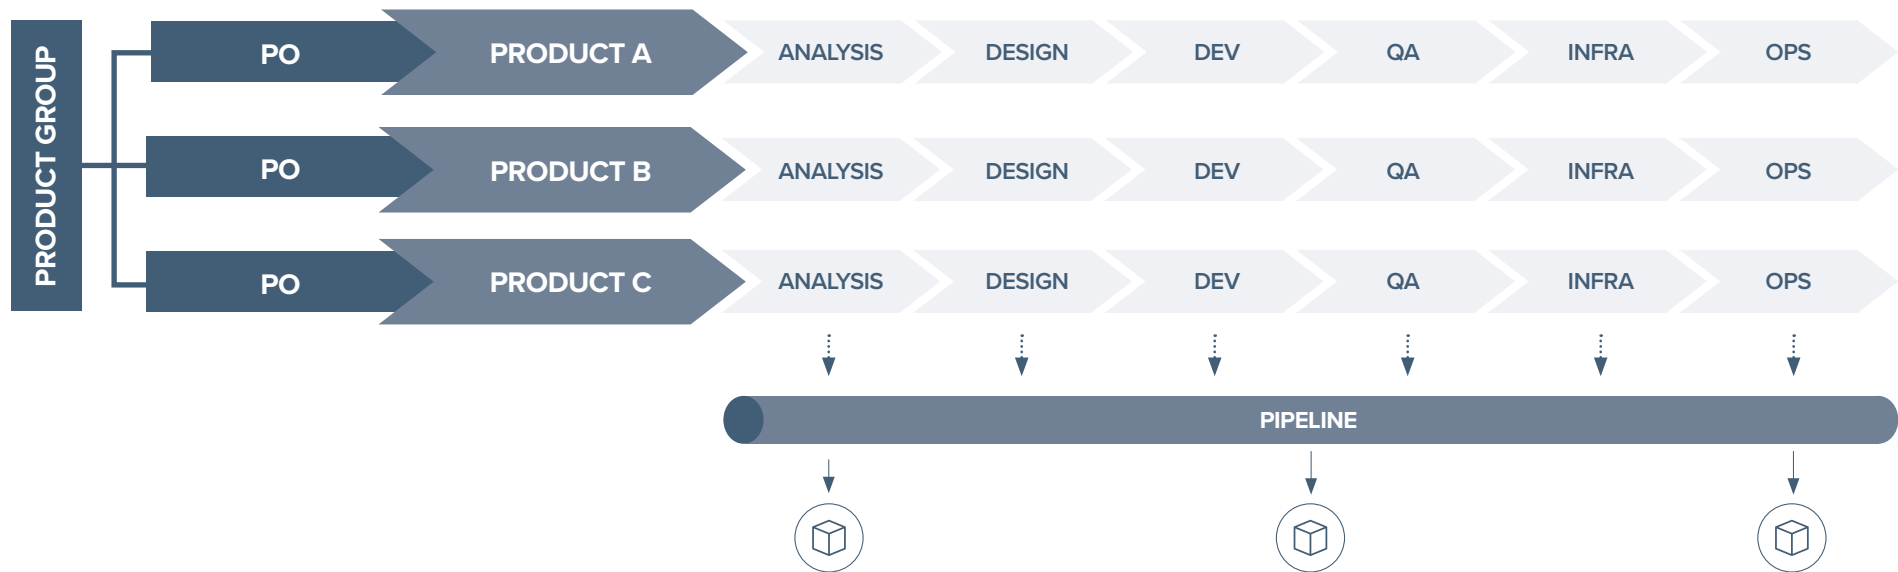 PRODUCT GROUP
PO PRODUCT A ANALYSIS DESIGN DEV QA INFRA OPS
PO PRODUCT B ANALYSIS DESIGN DEV QA INFRA OPS
PO PRODUCT C ANALYSIS DESIGN DEV QA INFRA OPS
PIPELINE